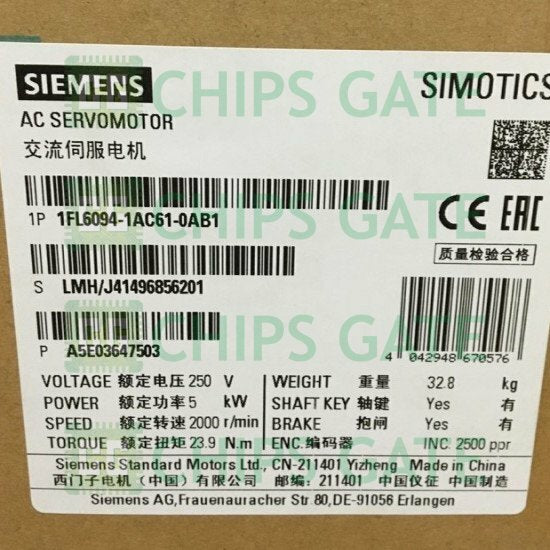 CHIPS GATE
SIEMENS
SIMOTICS
AC SERVOMOTOR
交流伺服电机
1P 1FL6094-1AC61-0AB1
CE EAC
质量检验合格
S LMH/J41496856201
P A5E03647503
4 042948 670576
VOLTAGE 额定电压 250 V
POWER 额定功率 5 kW
SPEED 额定转速 2000 r/min
TORQUE 额定扭矩 23.9 N.m
WEIGHT 重量 32.8 kg
SHAFT KEY 轴键 Yes 有
BRAKE 抱闸 Yes 有
ENC.编码器 INC. 2500 ppr
Siemens Standard Motors Ltd., CN-211401 Yizheng Made in China
西门子电机（中国）有限公司 邮编：211401 中国仪征 中国制造
Siemens AG,Frauenauracher Str 80,DE-91056 Erlangen
CHIPS GATE
CHIPS GATE
CHIPS GATE